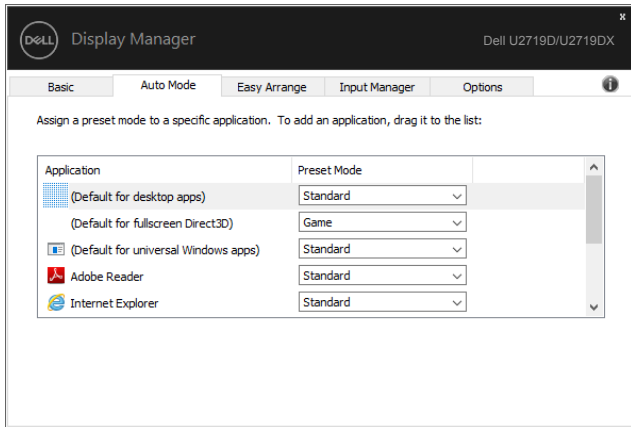 x
DELL Display Manager Dell U2719D/U2719DX
Basic Auto Mode Easy Arrange Input Manager Options
Assign a preset mode to a specific application. To add an application, drag it to the list:
Application Preset Mode
(Default for desktop apps) Standard
(Default for fullscreen Direct3D) Game
(Default for universal Windows apps) Standard
Adobe Reader Standard
Internet Explorer Standard